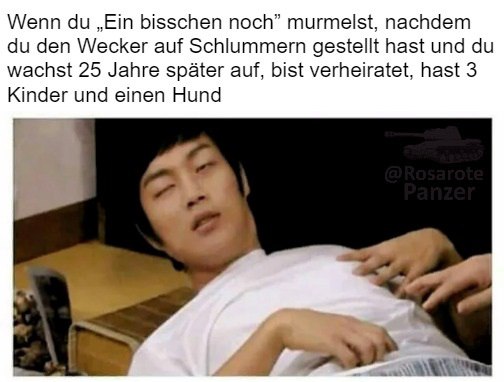 Wenn du „Ein bisschen noch” murmelst, nachdem
du den Wecker auf Schlummern gestellt hast und du
wachst 25 Jahre später auf, bist verheiratet, hast 3
Kinder und einen Hund
@Rosarote
Panzer